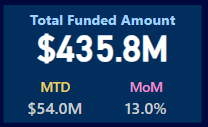 Total Funded Amount
$435.8M
MTD MoM
$54.0M 13.0%